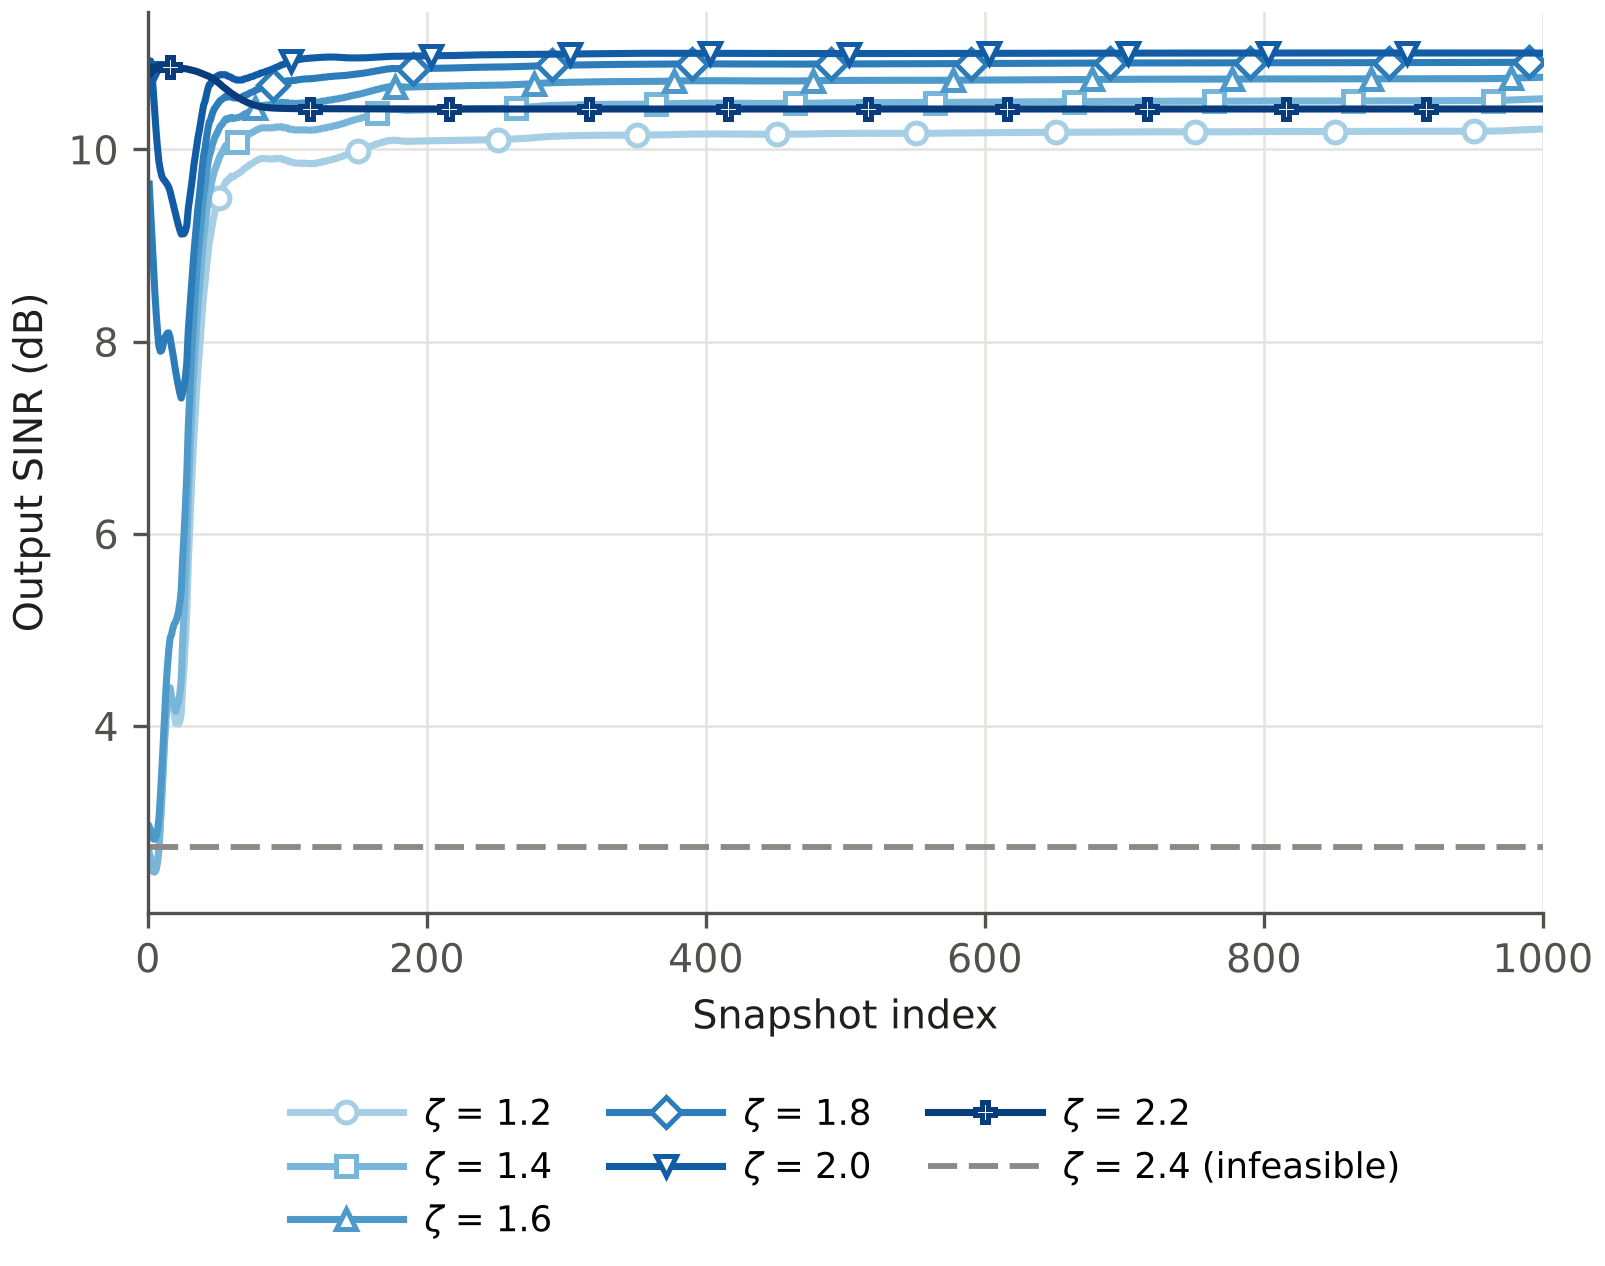 10
8
6
4
Output SINR (dB)
0 200 400 600 800 1000
Snapshot index
ζ = 1.2 ζ = 1.8 ζ = 2.2
ζ = 1.4 ζ = 2.0 ζ = 2.4 (infeasible)
ζ = 1.6